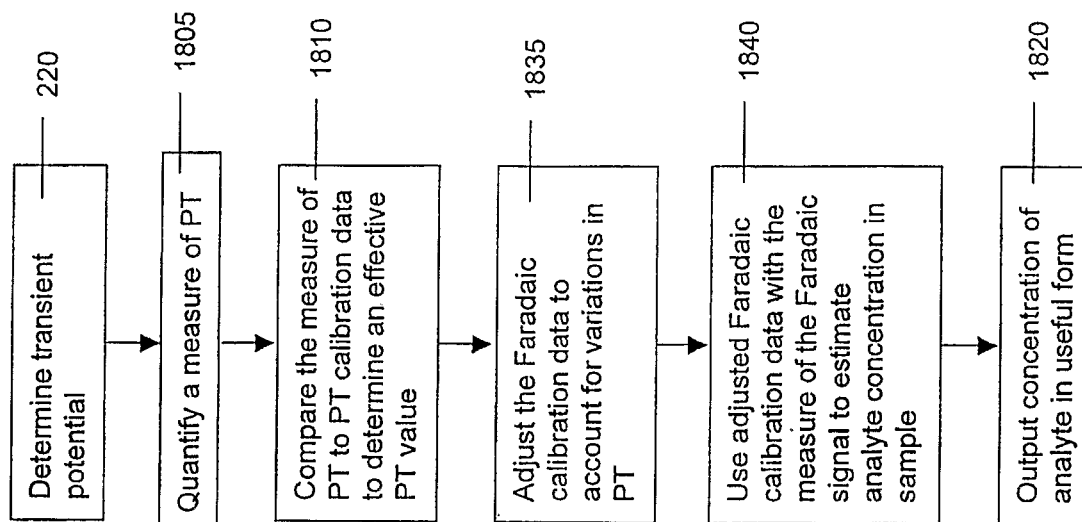 Determine transient
potential
220
Quantify a measure of PT
1805
Compare the measure of
PT to PT calibration data
to determine an effective
PT value
1810
Adjust the Faradaic
calibration data to
account for variations in
PT
1835
Use adjusted Faradaic
calibration data with the
measure of the Faradaic
signal to estimate
analyte concentration in
sample
1840
Output concentration of
analyte in useful form
1820